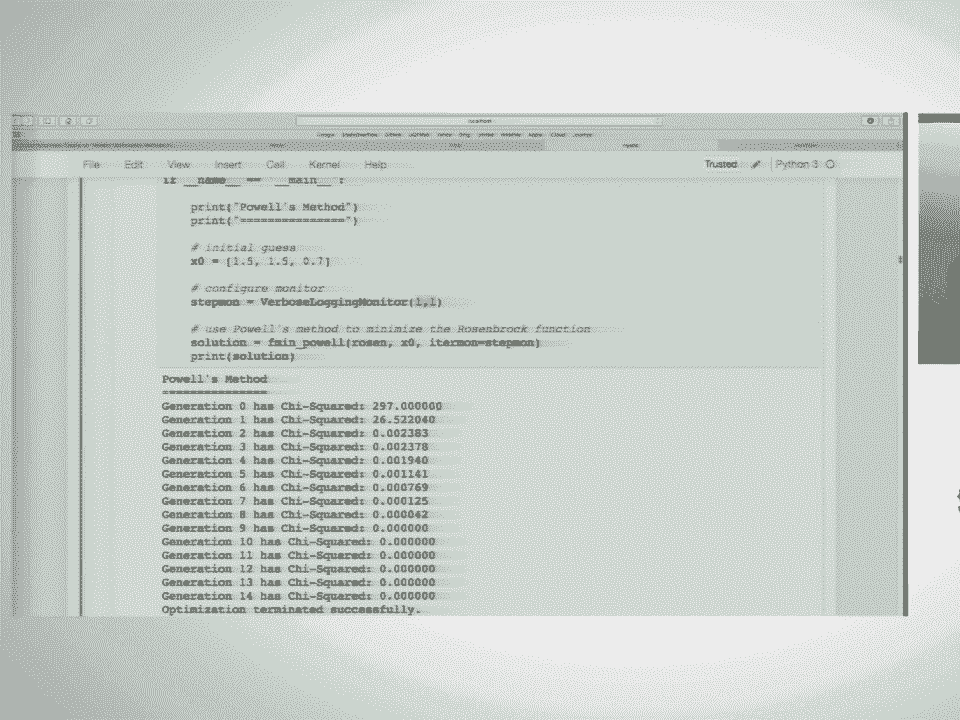 localhost
File Edit View Insert Cell Kernel Help Trusted Python 3
if __name__ == '__main__':
print("Powell's Method")
print("===============")
# initial guess
x0 = [1.5, 1.5, 0.7]
# configure monitor
stepmon = VerboseLoggingMonitor(1,1)
# use Powell's method to minimize the Rosenbrock function
solution = fmin_powell(rosen, x0, itermon=stepmon)
print(solution)
Powell's Method
===============
Generation 0 has Chi-Squared: 297.000000
Generation 1 has Chi-Squared: 26.522040
Generation 2 has Chi-Squared: 0.002383
Generation 3 has Chi-Squared: 0.002378
Generation 4 has Chi-Squared: 0.001940
Generation 5 has Chi-Squared: 0.001141
Generation 6 has Chi-Squared: 0.000769
Generation 7 has Chi-Squared: 0.000125
Generation 8 has Chi-Squared: 0.000042
Generation 9 has Chi-Squared: 0.000000
Generation 10 has Chi-Squared: 0.000000
Generation 11 has Chi-Squared: 0.000000
Generation 12 has Chi-Squared: 0.000000
Generation 13 has Chi-Squared: 0.000000
Generation 14 has Chi-Squared: 0.000000
Optimization terminated successfully.